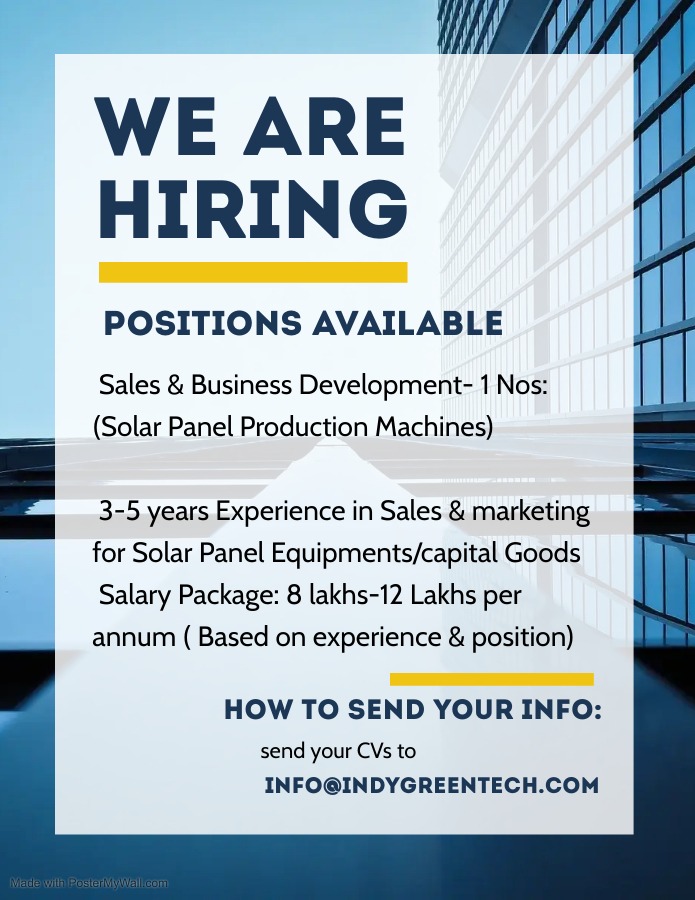 WE ARE
HIRING
POSITIONS AVAILABLE
Sales & Business Development- 1 Nos:
(Solar Panel Production Machines)
3-5 years Experience in Sales & marketing
for Solar Panel Equipments/capital Goods
Salary Package: 8 lakhs-12 Lakhs per
annum ( Based on experience & position)
HOW TO SEND YOUR INFO:
send your CVs to
INFO@INDYGREENTECH.COM
Made with PosterMyWall.com